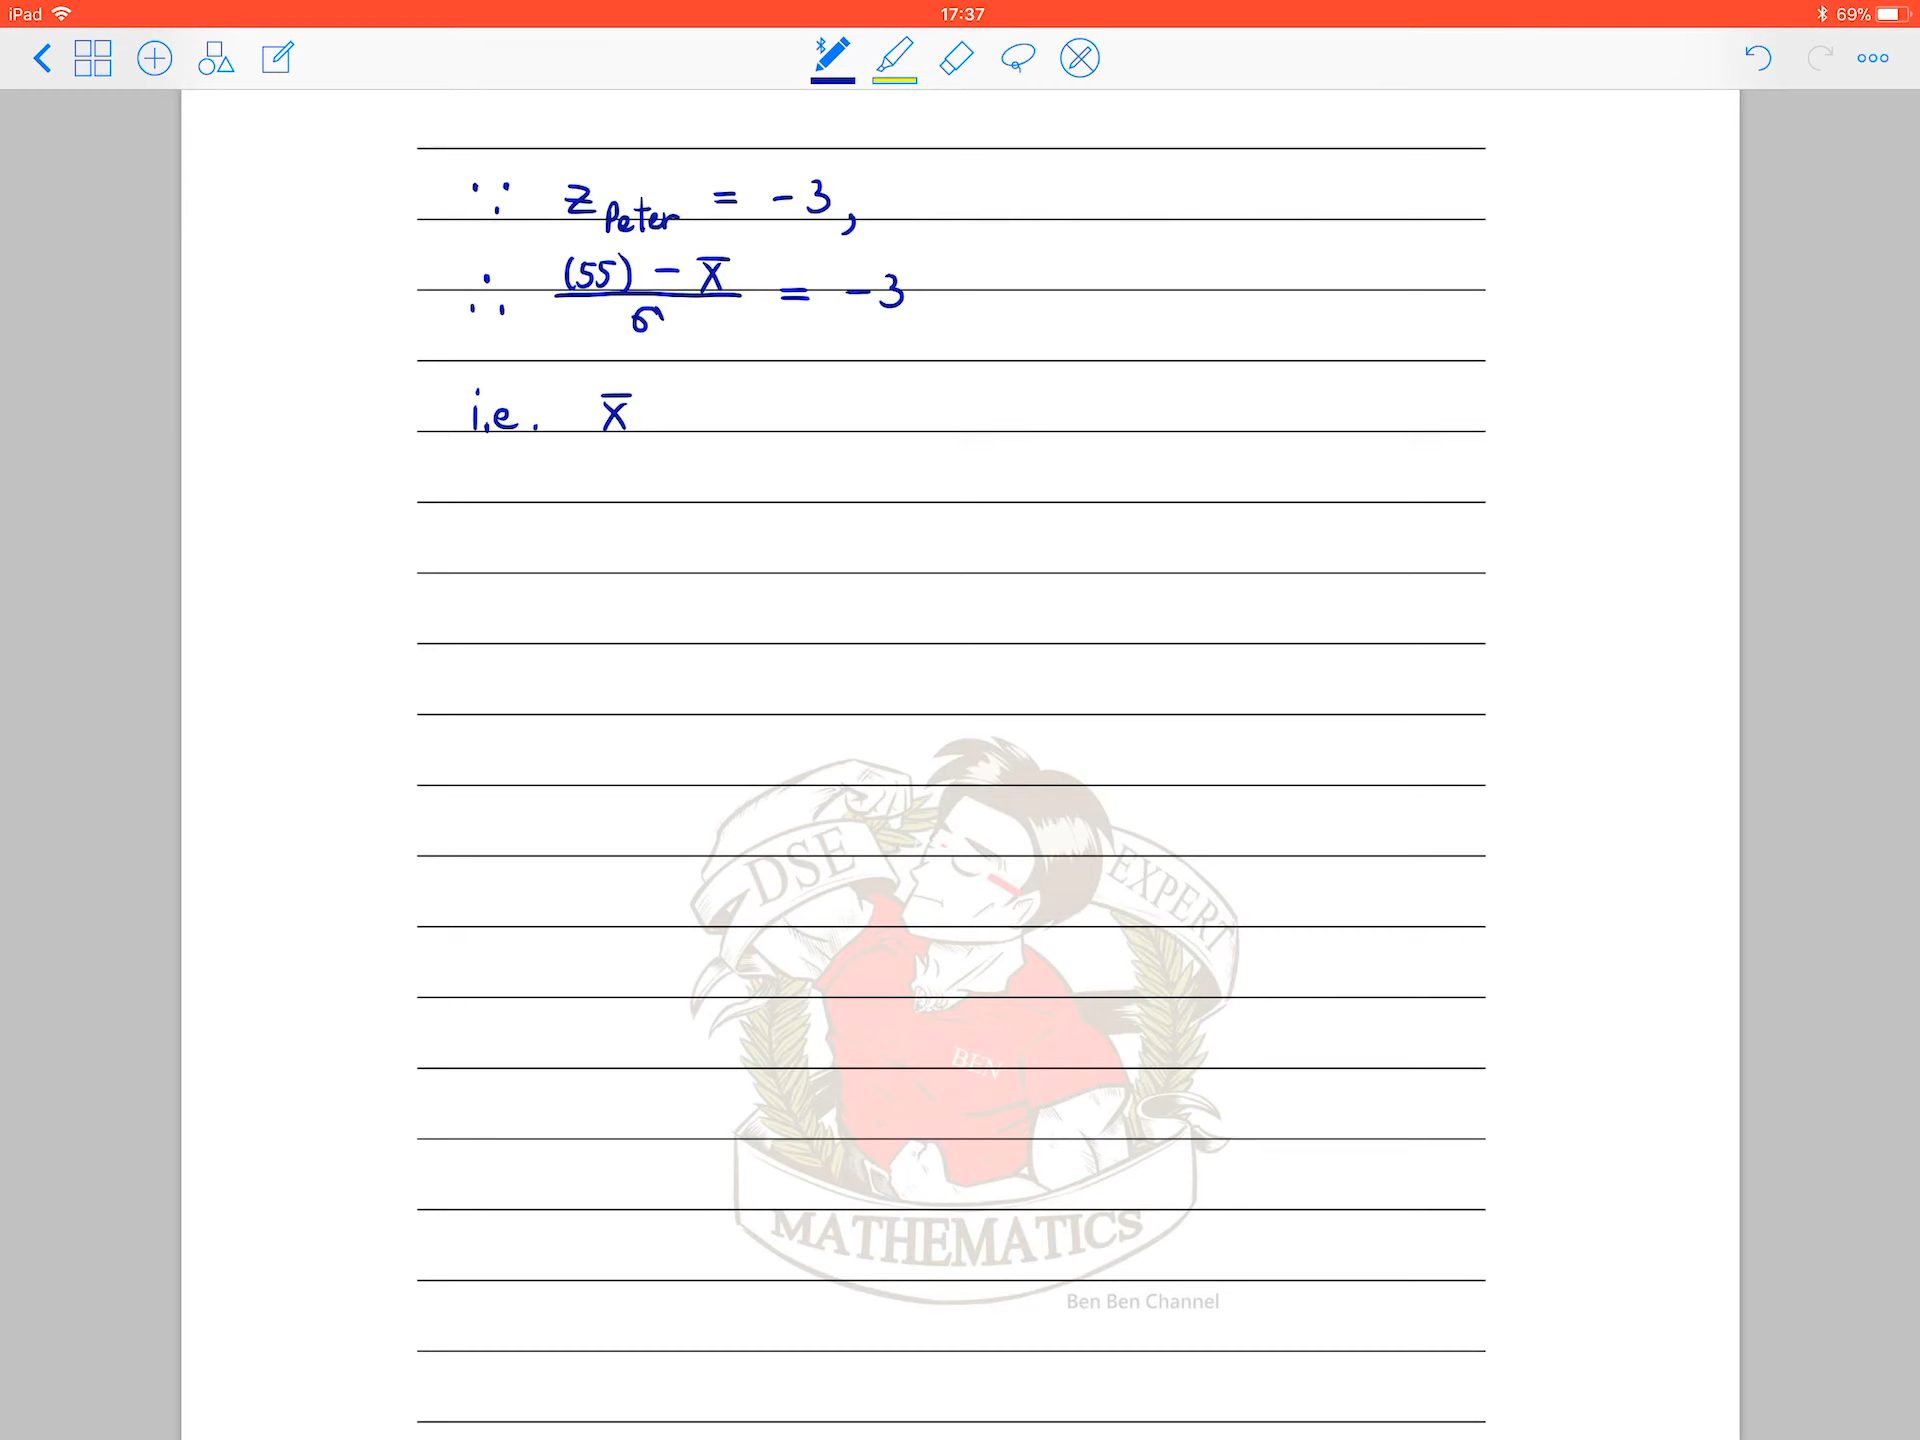 iPad 17:37 69%
∵ z_Peter = -3,
∴ ((55) - x̄)/σ = -3
i.e. x̄
DSE EXPERT
BEN
MATHEMATICS
Ben Ben Channel